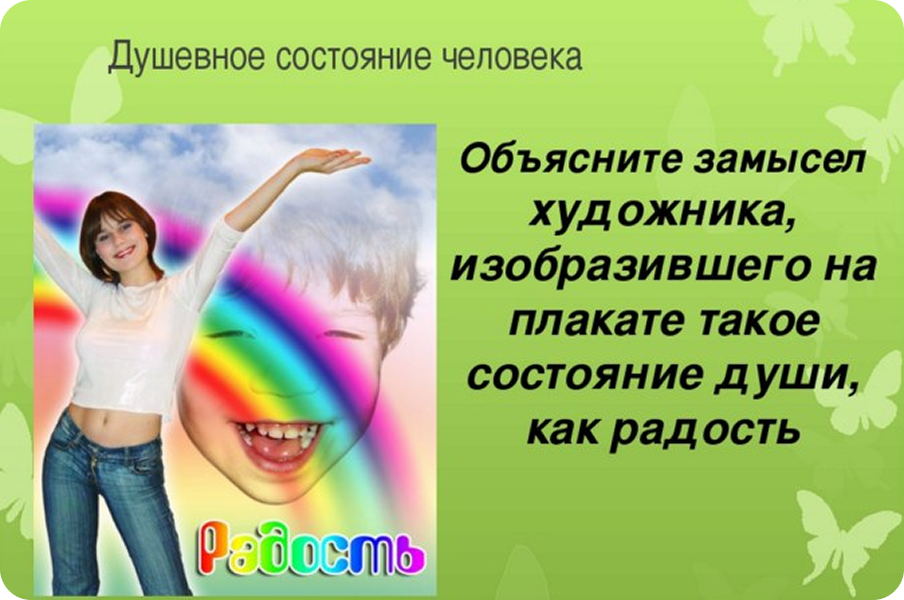 Душевное состояние человека
Объясните замысел
художника,
изобразившего на
плакате такое
состояние души,
как радость
Радость